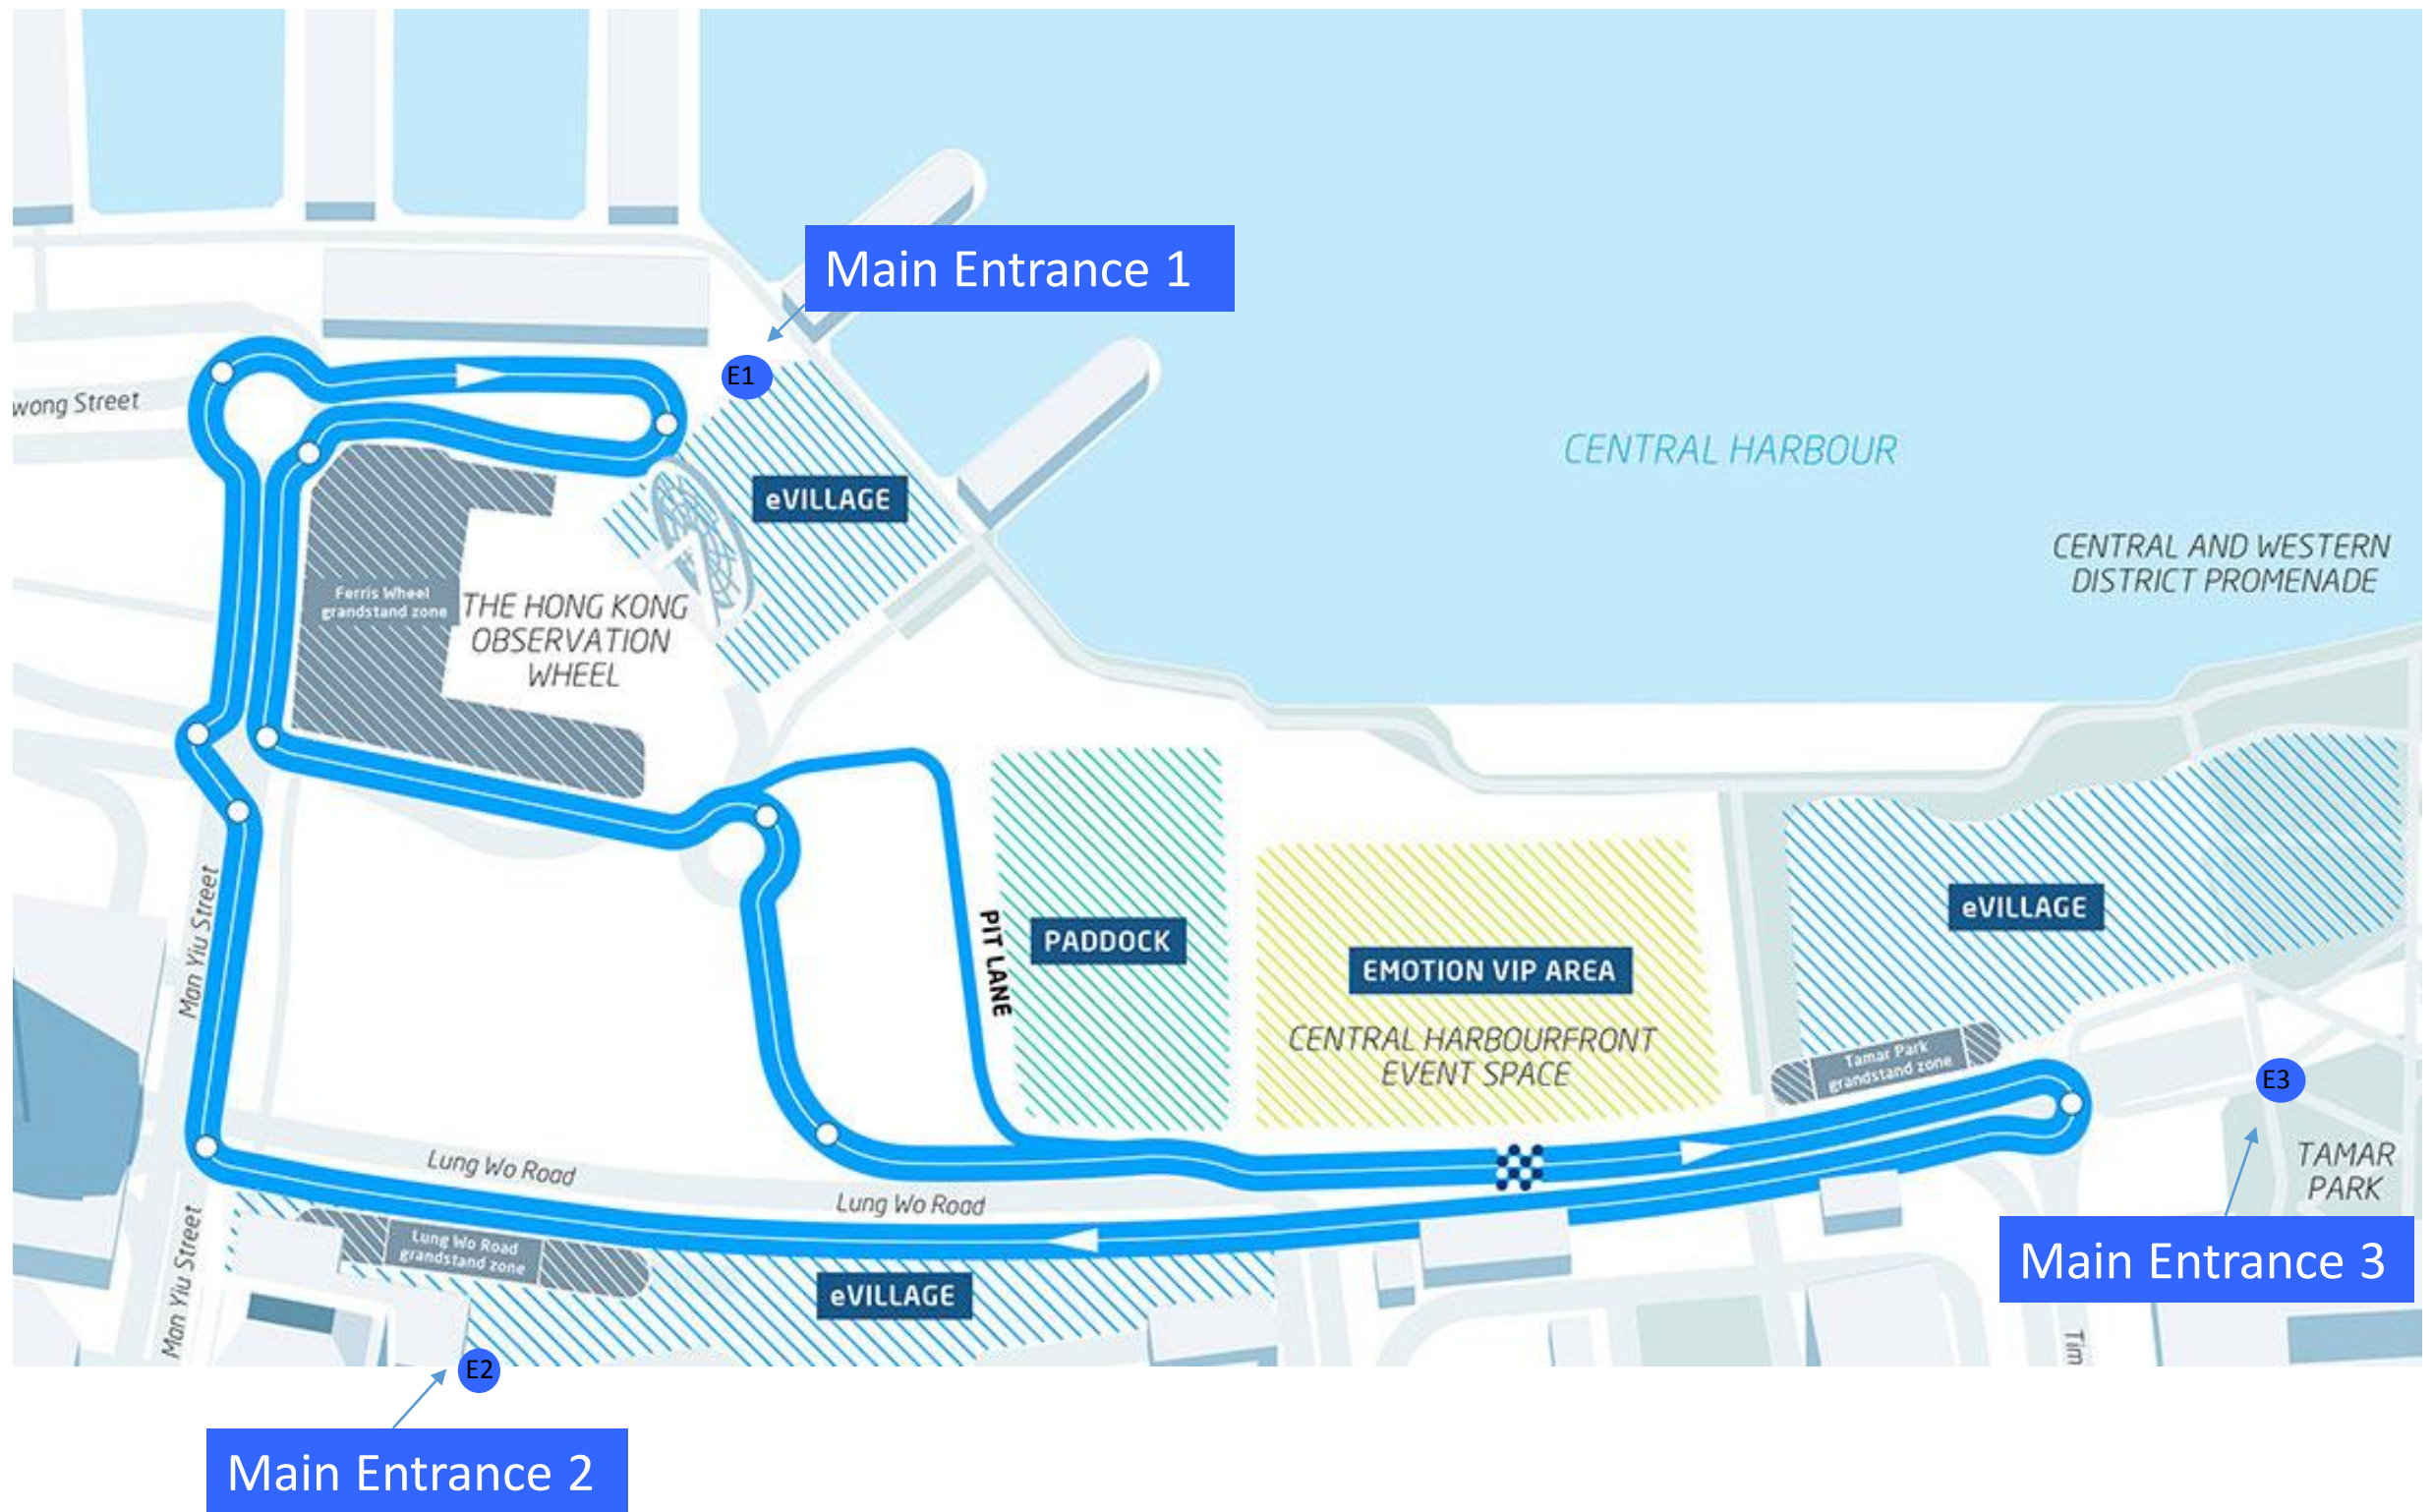 Main Entrance 1
E1
wong Street
CENTRAL HARBOUR
eVILLAGE
CENTRAL AND WESTERN
DISTRICT PROMENADE
Ferris Wheel
grandstand zone
THE HONG KONG
OBSERVATION
WHEEL
Man Yiu Street
PIT LANE
PADDOCK
EMOTION VIP AREA
CENTRAL HARBOURFRONT
EVENT SPACE
eVILLAGE
Tamar Park
grandstand zone
E3
TAMAR
PARK
Lung Wo Road
Lung Wo Road
Man Yiu Street
Lung Wo Road
grandstand zone
eVILLAGE
Main Entrance 3
Tim
E2
Main Entrance 2